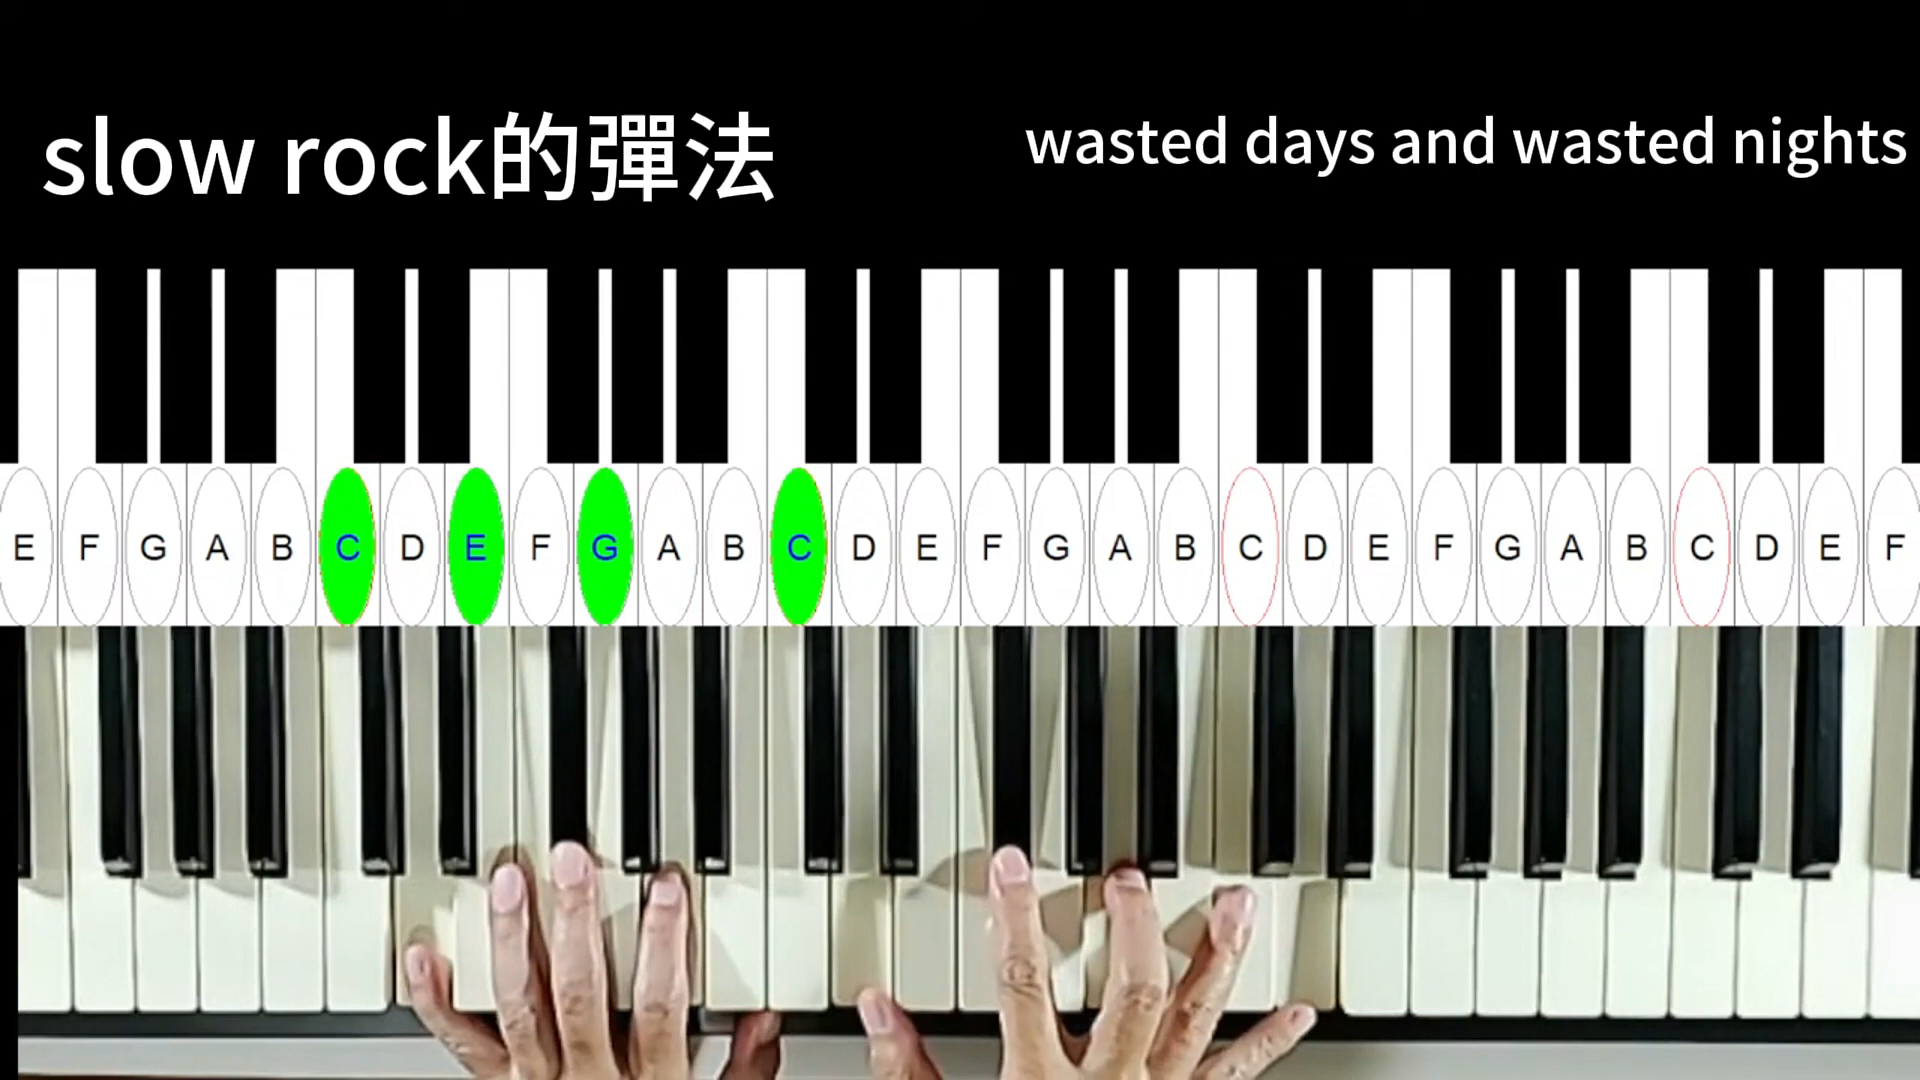 slow rock的彈法
wasted days and wasted nights
E F G A B C D E F G A B C D E F G A B C D E F G A B C D E F